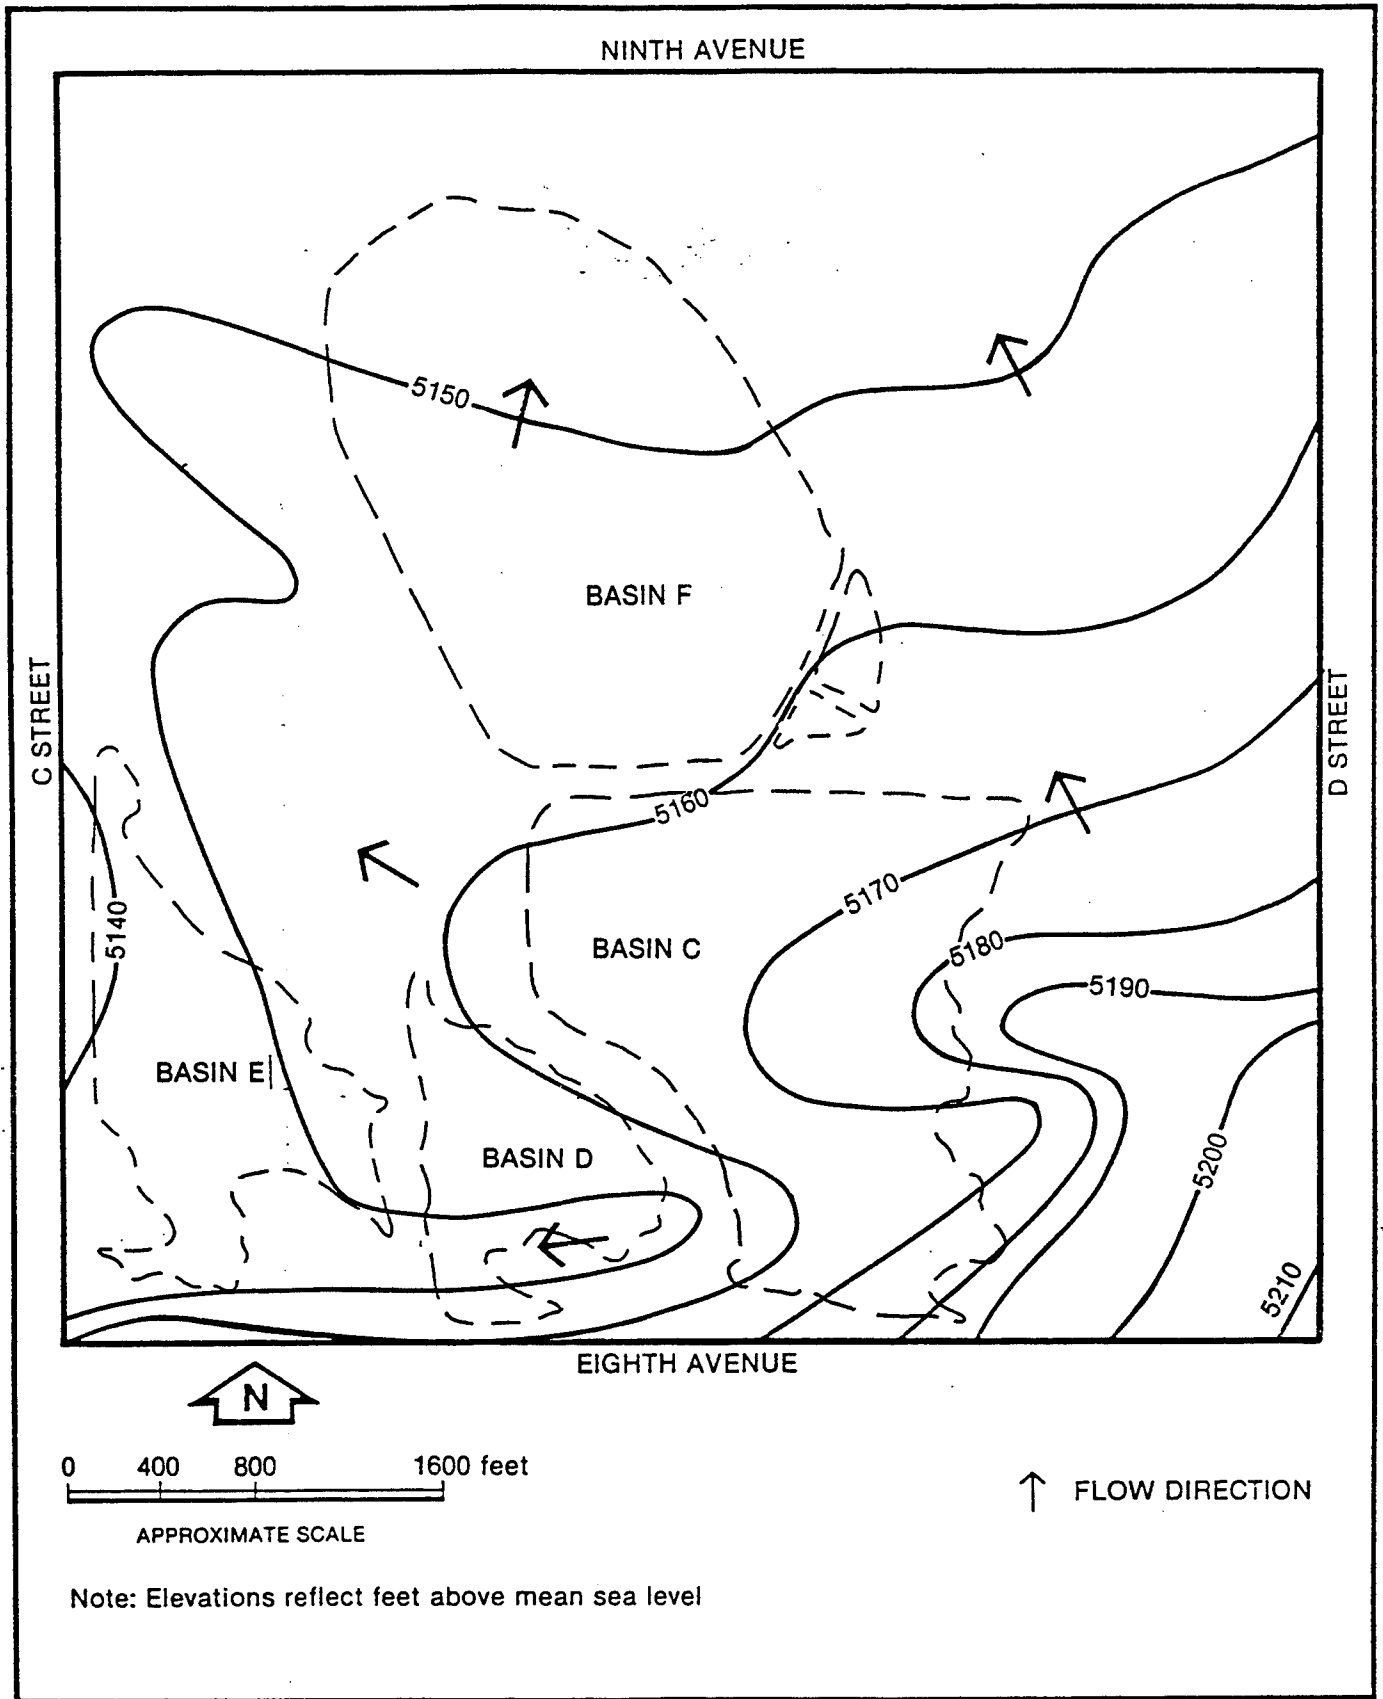 NINTH AVENUE
5150
BASIN F
C STREET
D STREET
5160
5170
5140
BASIN C
5180
5190
BASIN E
BASIN D
5200
5210
EIGHTH AVENUE
N
0 400 800 1600 feet
APPROXIMATE SCALE
FLOW DIRECTION
Note: Elevations reflect feet above mean sea level